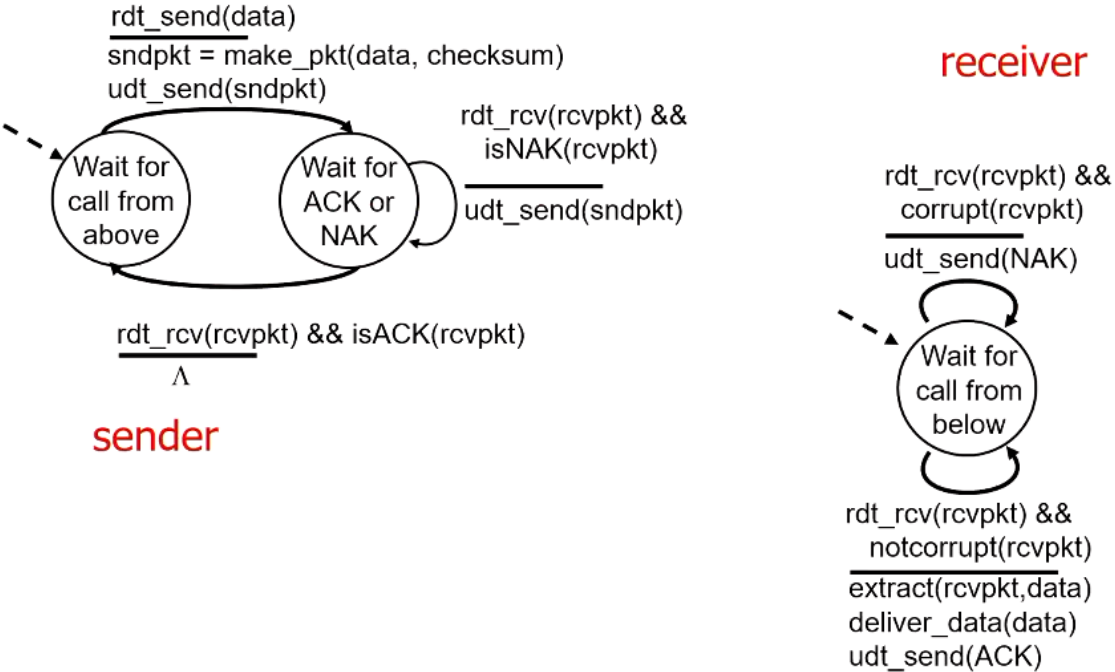 rdt_send(data)
sndpkt = make_pkt(data, checksum)
udt_send(sndpkt)
Wait for
call from
above
Wait for
ACK or
NAK
rdt_rcv(rcvpkt) &&
isNAK(rcvpkt)
udt_send(sndpkt)
rdt_rcv(rcvpkt) && isACK(rcvpkt)
Λ
sender
receiver
rdt_rcv(rcvpkt) &&
corrupt(rcvpkt)
udt_send(NAK)
Wait for
call from
below
rdt_rcv(rcvpkt) &&
notcorrupt(rcvpkt)
extract(rcvpkt,data)
deliver_data(data)
udt_send(ACK)